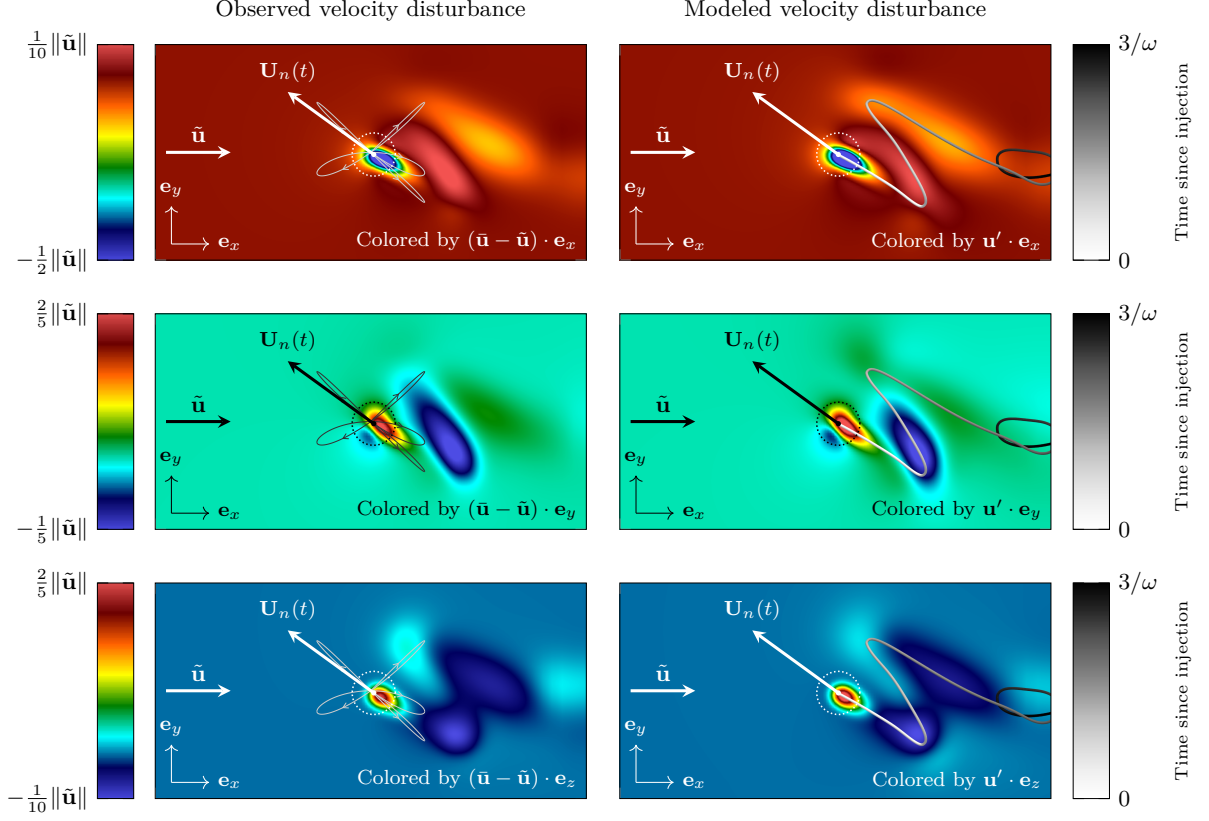 Observed velocity disturbance
Modeled velocity disturbance
1/10 ‖ũ‖
−1/2 ‖ũ‖
U_n(t)
ũ
e_y
e_x
Colored by (ū − ũ) · e_x
U_n(t)
ũ
e_y
e_x
Colored by u′ · e_x
3/ω
0
Time since injection
2/5 ‖ũ‖
−1/5 ‖ũ‖
U_n(t)
ũ
e_y
e_x
Colored by (ū − ũ) · e_y
U_n(t)
ũ
e_y
e_x
Colored by u′ · e_y
3/ω
0
Time since injection
2/5 ‖ũ‖
−1/10 ‖ũ‖
U_n(t)
ũ
e_y
e_x
Colored by (ū − ũ) · e_z
U_n(t)
ũ
e_y
e_x
Colored by u′ · e_z
3/ω
0
Time since injection